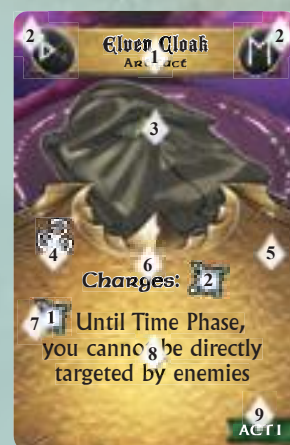 2 Elven Cloak 2
1
3
4
5
6
Charges: 2
7 1 Until Time Phase,
you cannot be directly
8
targeted by enemies
9
ACT I